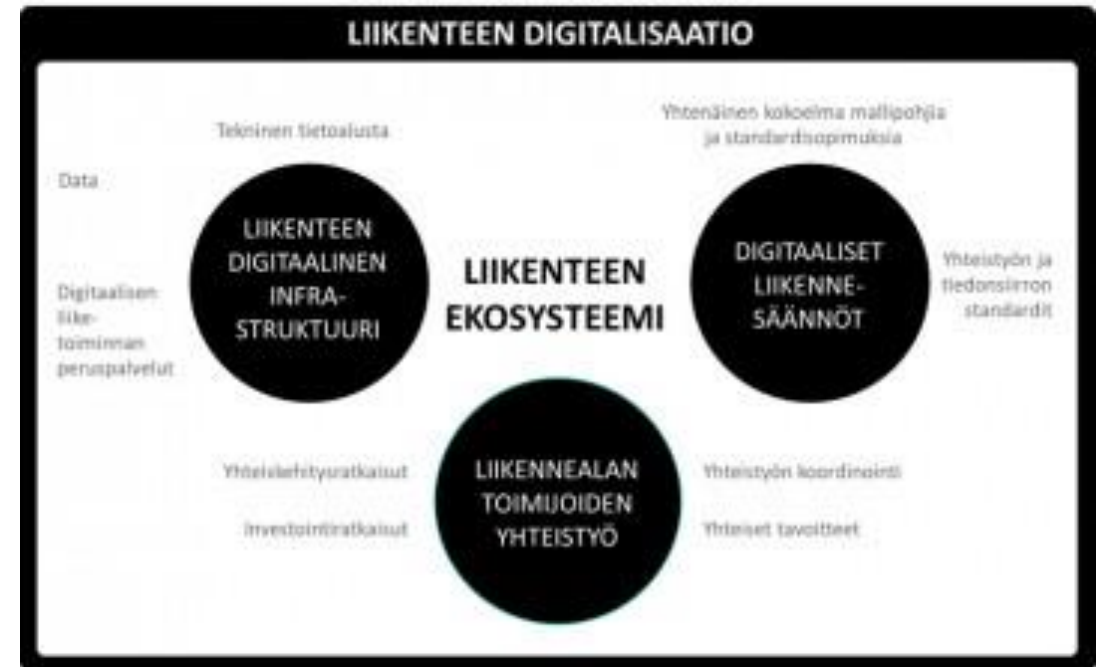 LIIKENTEEN DIGITALISAATIO
Tekninen tietoalusta
Data
Digitaalisen
liike-
toiminnan
peruspalvelut
LIIKENTEEN
DIGITAALINEN
INFRA-
STRUKTUURI
LIIKENTEEN
EKOSYSTEEMI
Yhtenäinen kokoelma mallipohjia
ja standardisopimuksia
DIGITAALISET
LIIKENNE-
SÄÄNNÖT
Yhteistyön ja
tiedonsiirron
standardit
Yhteiskehitysratkaisut
Investointiratkaisut
LIIKENNEALAN
TOIMIJOIDEN
YHTEISTYÖ
Yhteistyön koordinointi
Yhteiset tavoitteet